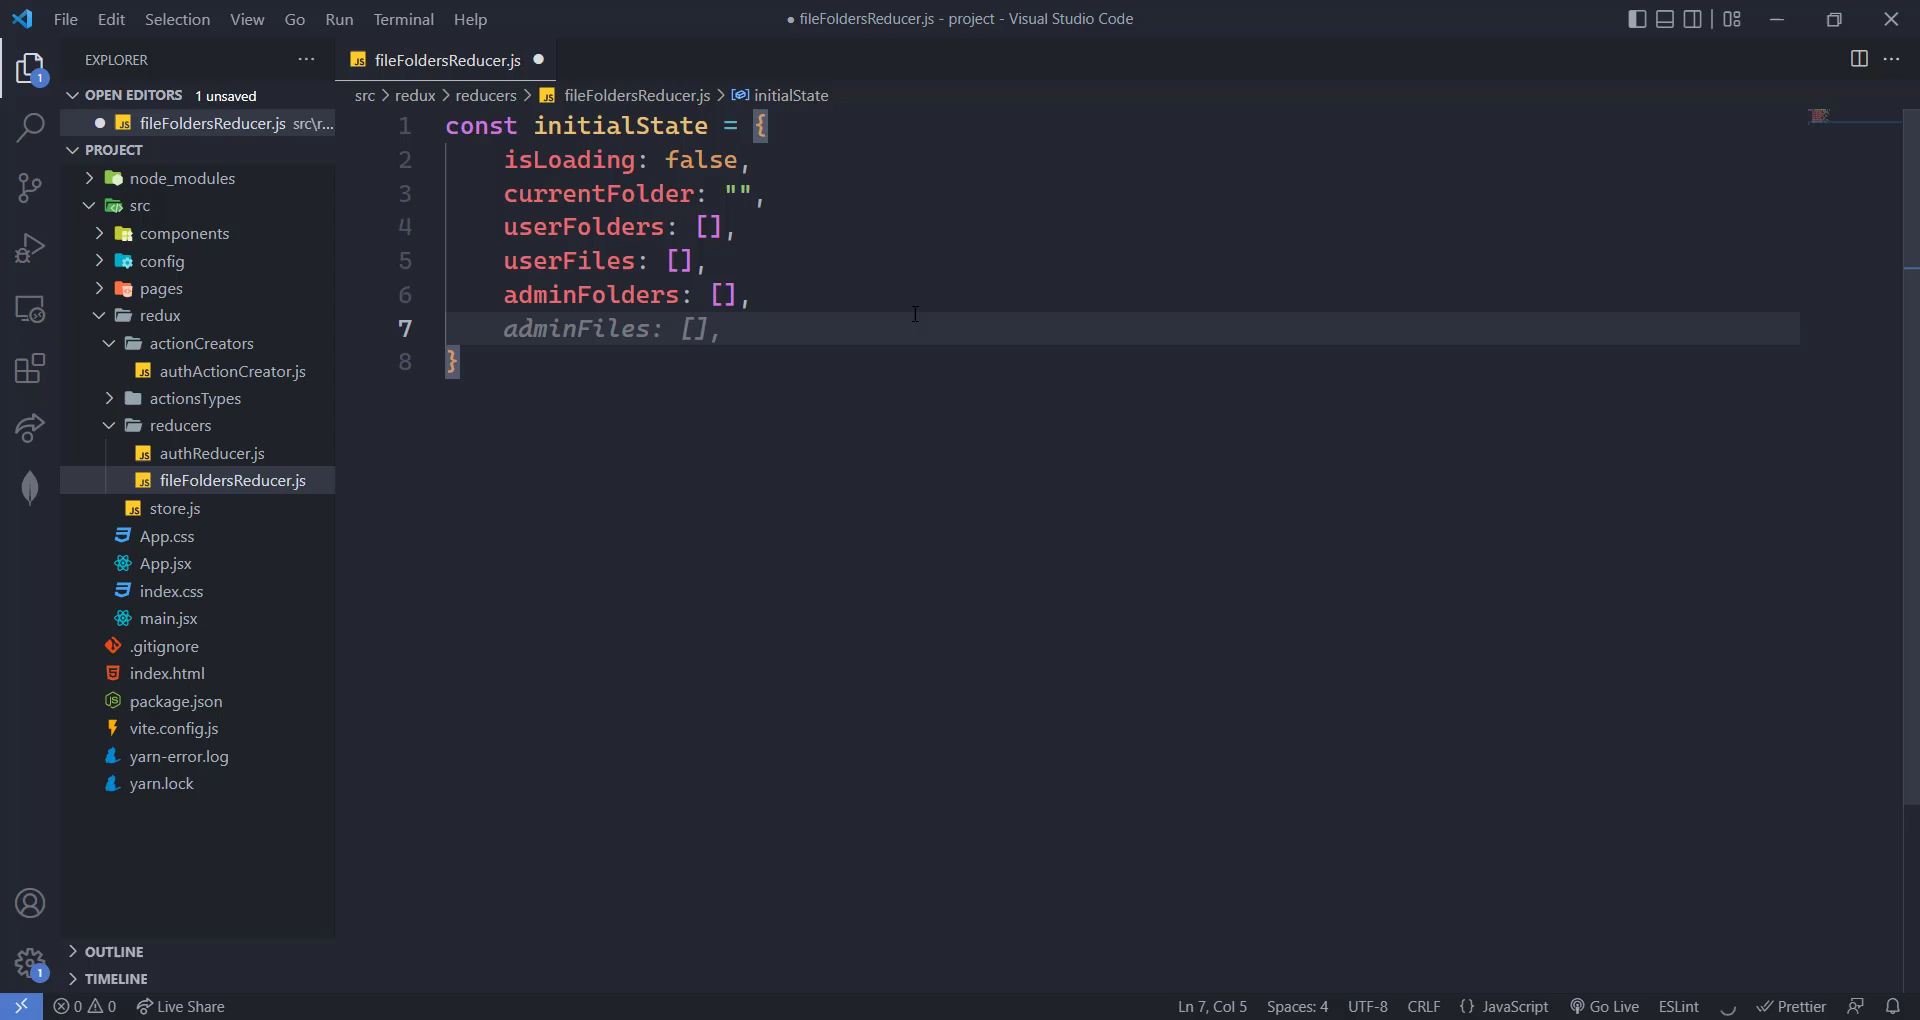 File Edit Selection View Go Run Terminal Help
● fileFoldersReducer.js - project - Visual Studio Code
EXPLORER
OPEN EDITORS 1 unsaved
fileFoldersReducer.js src\r...
PROJECT
node_modules
src
components
config
pages
redux
actionCreators
authActionCreator.js
actionsTypes
reducers
authReducer.js
fileFoldersReducer.js
store.js
App.css
App.jsx
index.css
main.jsx
.gitignore
index.html
package.json
vite.config.js
yarn-error.log
yarn.lock
OUTLINE
TIMELINE
1
1
JS fileFoldersReducer.js
src > redux > reducers > JS fileFoldersReducer.js > initialState
1 const initialState = {
2 isLoading: false,
3 currentFolder: "",
4 userFolders: [],
5 userFiles: [],
6 adminFolders: [],
7 adminFiles: [],
8 }
0 0 Live Share
Ln 7, Col 5 Spaces: 4 UTF-8 CRLF {} JavaScript Go Live ESLint Prettier